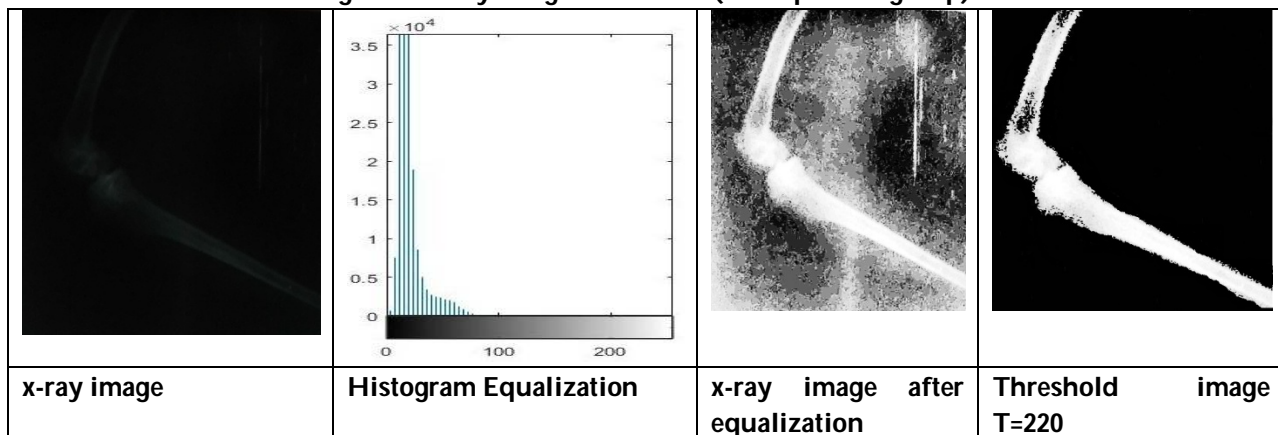 × 10⁴
3.5
3
2.5
2
1.5
1
0.5
0
0 100 200
x-ray image
Histogram Equalization
x-ray image after
equalization
Threshold image
T=220